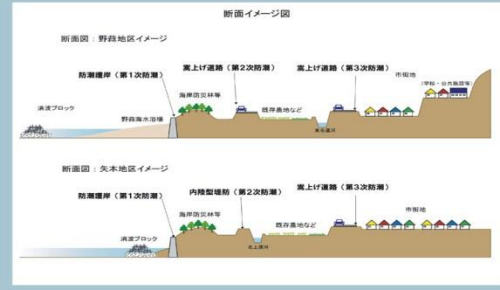 断面イメージ図
断面図：野蒜地区イメージ
防潮護岸（第1次防潮）
嵩上げ道路（第2次防潮）
嵩上げ道路（第3次防潮）
市街地
（学校・公共施設等）
海岸防災林等
消波ブロック
既存農地など
野蒜海水浴場
東名運河
断面図：矢本地区イメージ
防潮護岸（第1次防潮）
内陸型堤防（第2次防潮）
嵩上げ道路（第3次防潮）
市街地
海岸防災林等
消波ブロック
既存農地など
北上運河